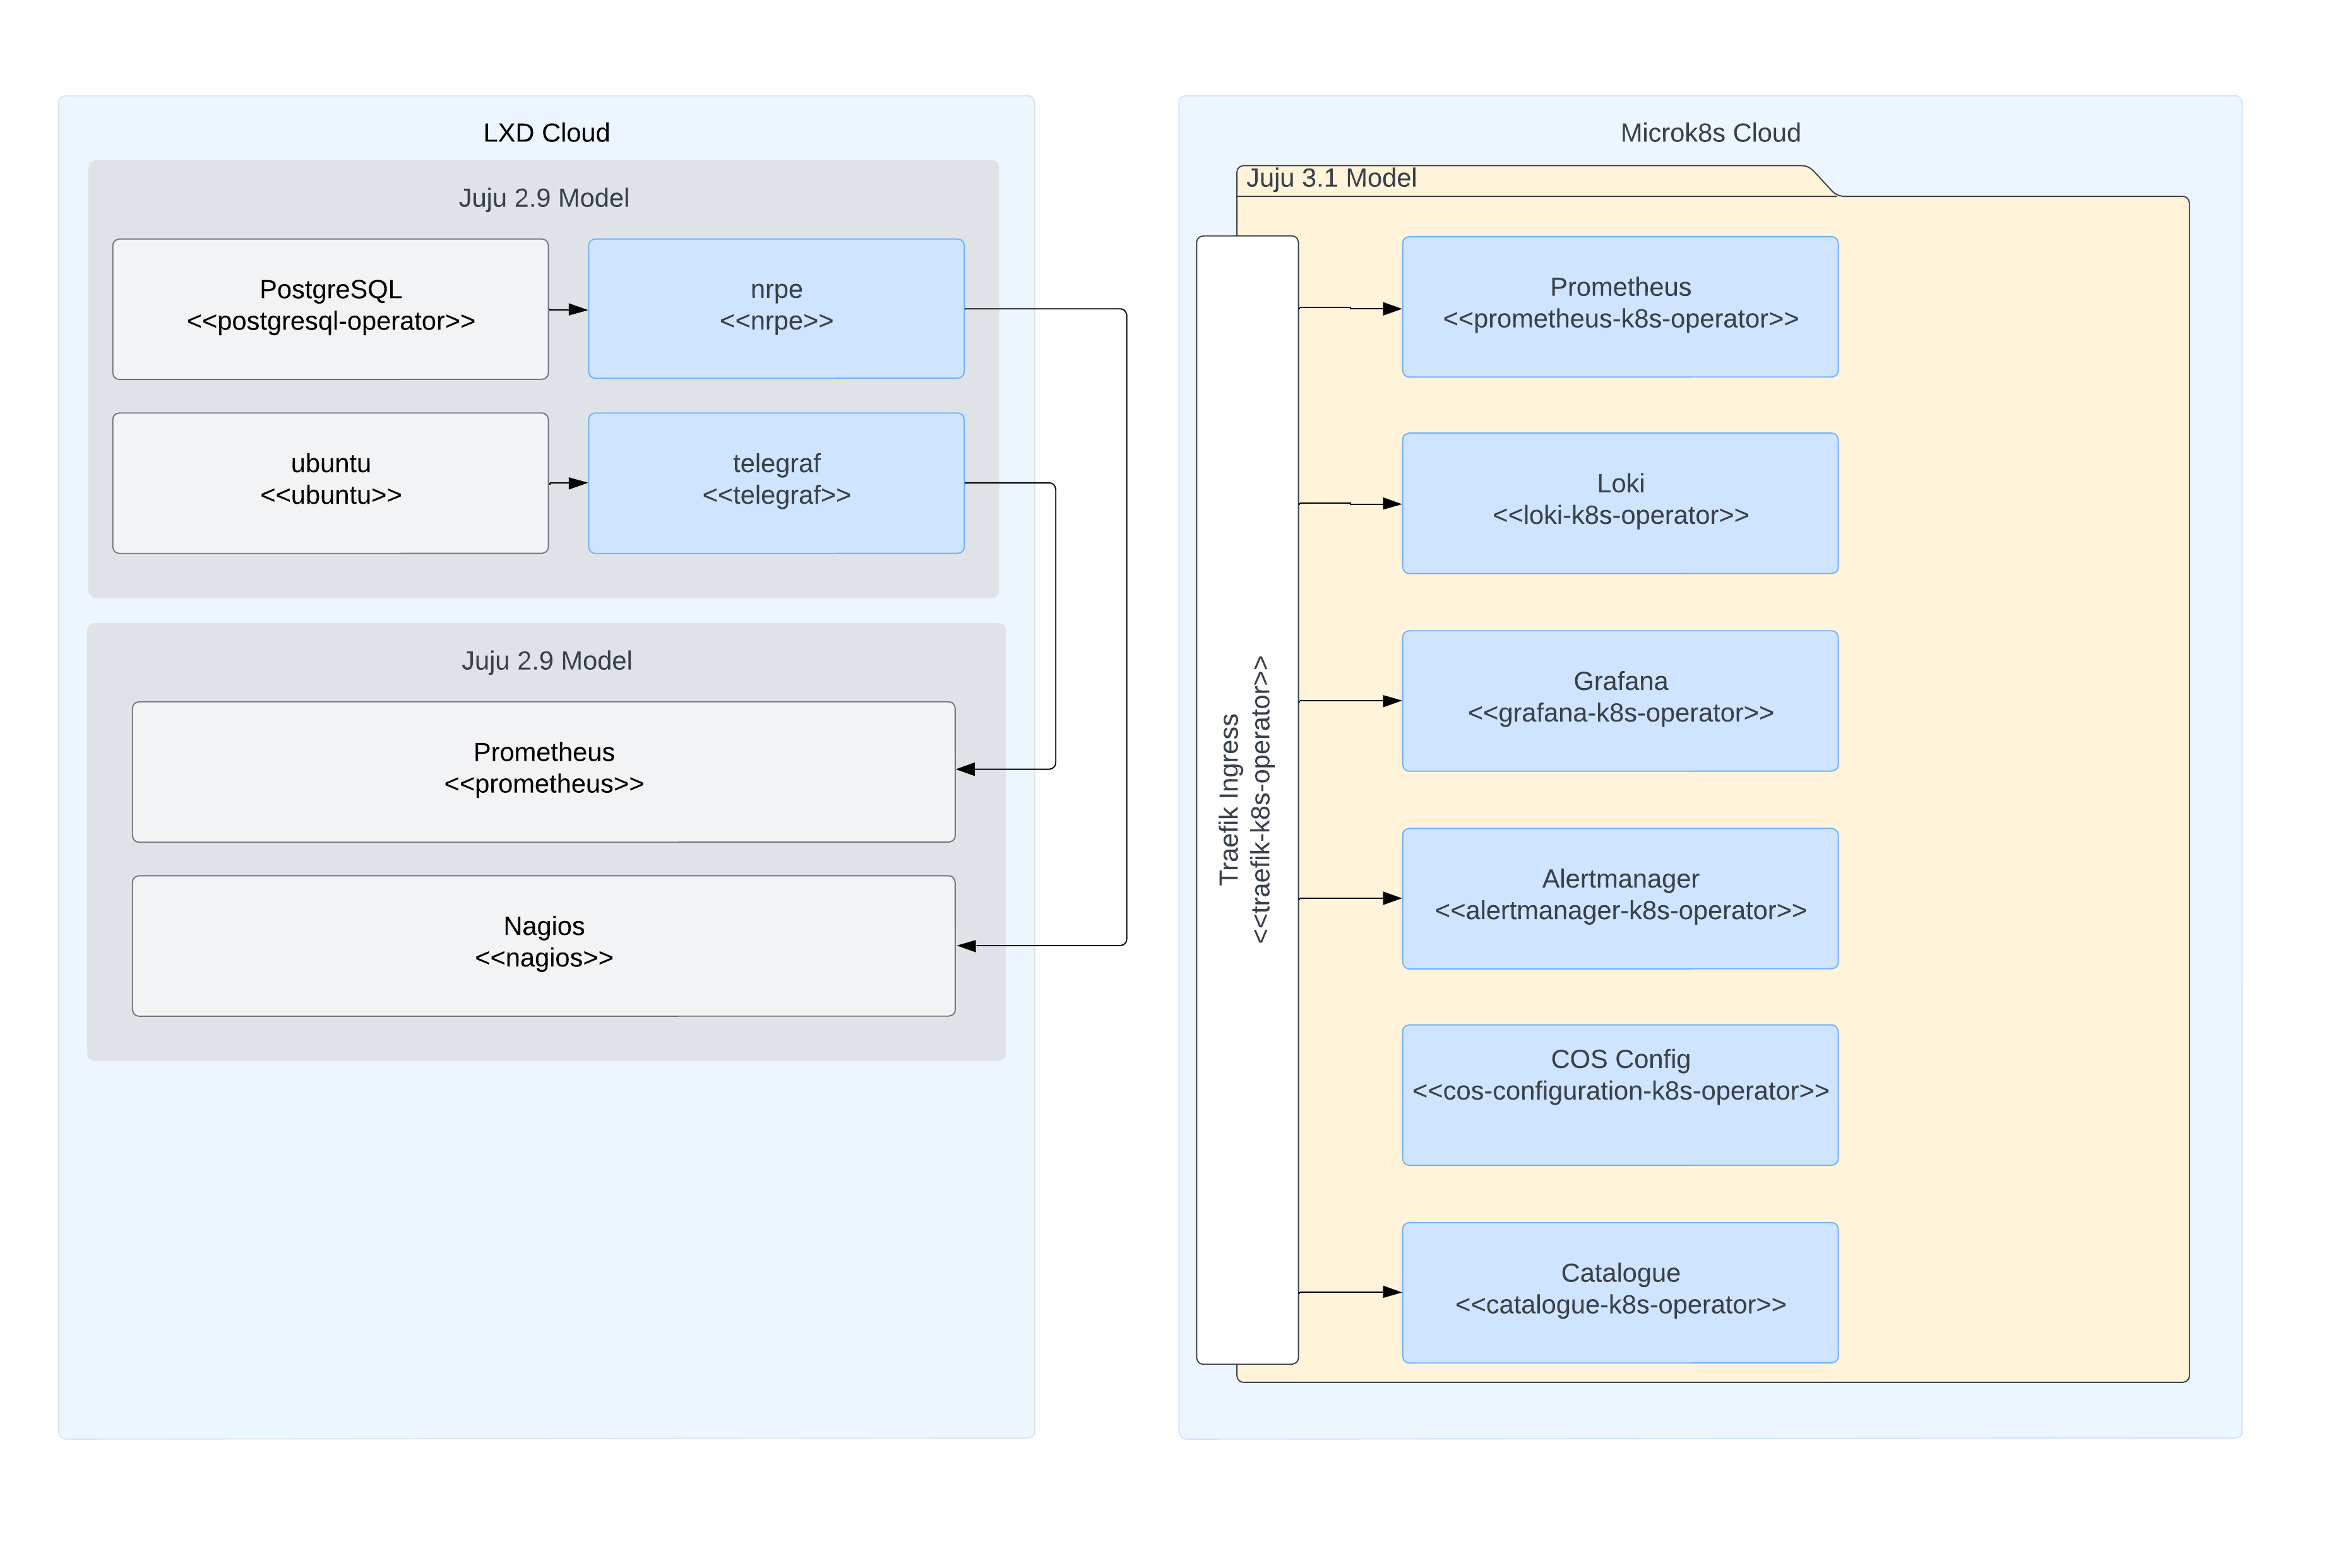 LXD Cloud
Juju 2.9 Model
PostgreSQL
<<postgresql-operator>>
nrpe
<<nrpe>>
ubuntu
<<ubuntu>>
telegraf
<<telegraf>>
Juju 2.9 Model
Prometheus
<<prometheus>>
Nagios
<<nagios>>
Microk8s Cloud
Juju 3.1 Model
Traefik Ingress
<<traefik-k8s-operator>>
Prometheus
<<prometheus-k8s-operator>>
Loki
<<loki-k8s-operator>>
Grafana
<<grafana-k8s-operator>>
Alertmanager
<<alertmanager-k8s-operator>>
COS Config
<<cos-configuration-k8s-operator>>
Catalogue
<<catalogue-k8s-operator>>